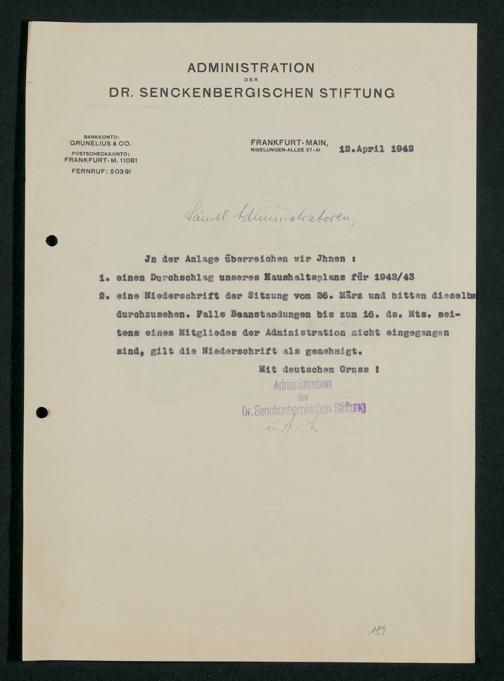 ADMINISTRATION
DER
DR. SENCKENBERGISCHEN STIFTUNG
BANKKONTO:
GRUNELIUS & CO.
POSTSCHECKKONTO:
FRANKFURT-M. 11091
FERNRUF: 50391
FRANKFURT-MAIN, 12.April 1942
NIBELUNGEN-ALLEE 37-41
Sämtl Administratoren,
Jn der Anlage überreichen wir Jhnen :
1. einen Durchschlag unseres Haushaltsplans für 1942/43
2. eine Niederschrift der Sitzung vom 26. März und bitten dieselbe
durchzusehen. Falls Beanstandungen bis zum 16. ds. Mts. sei-
tens eines Mitgliedes der Administration nicht eingegangen
sind, gilt die Niederschrift als genehmigt.
Mit deutschem Gruss !
Administration
der
Dr. Senckenbergischen Stiftung
i. A.
189